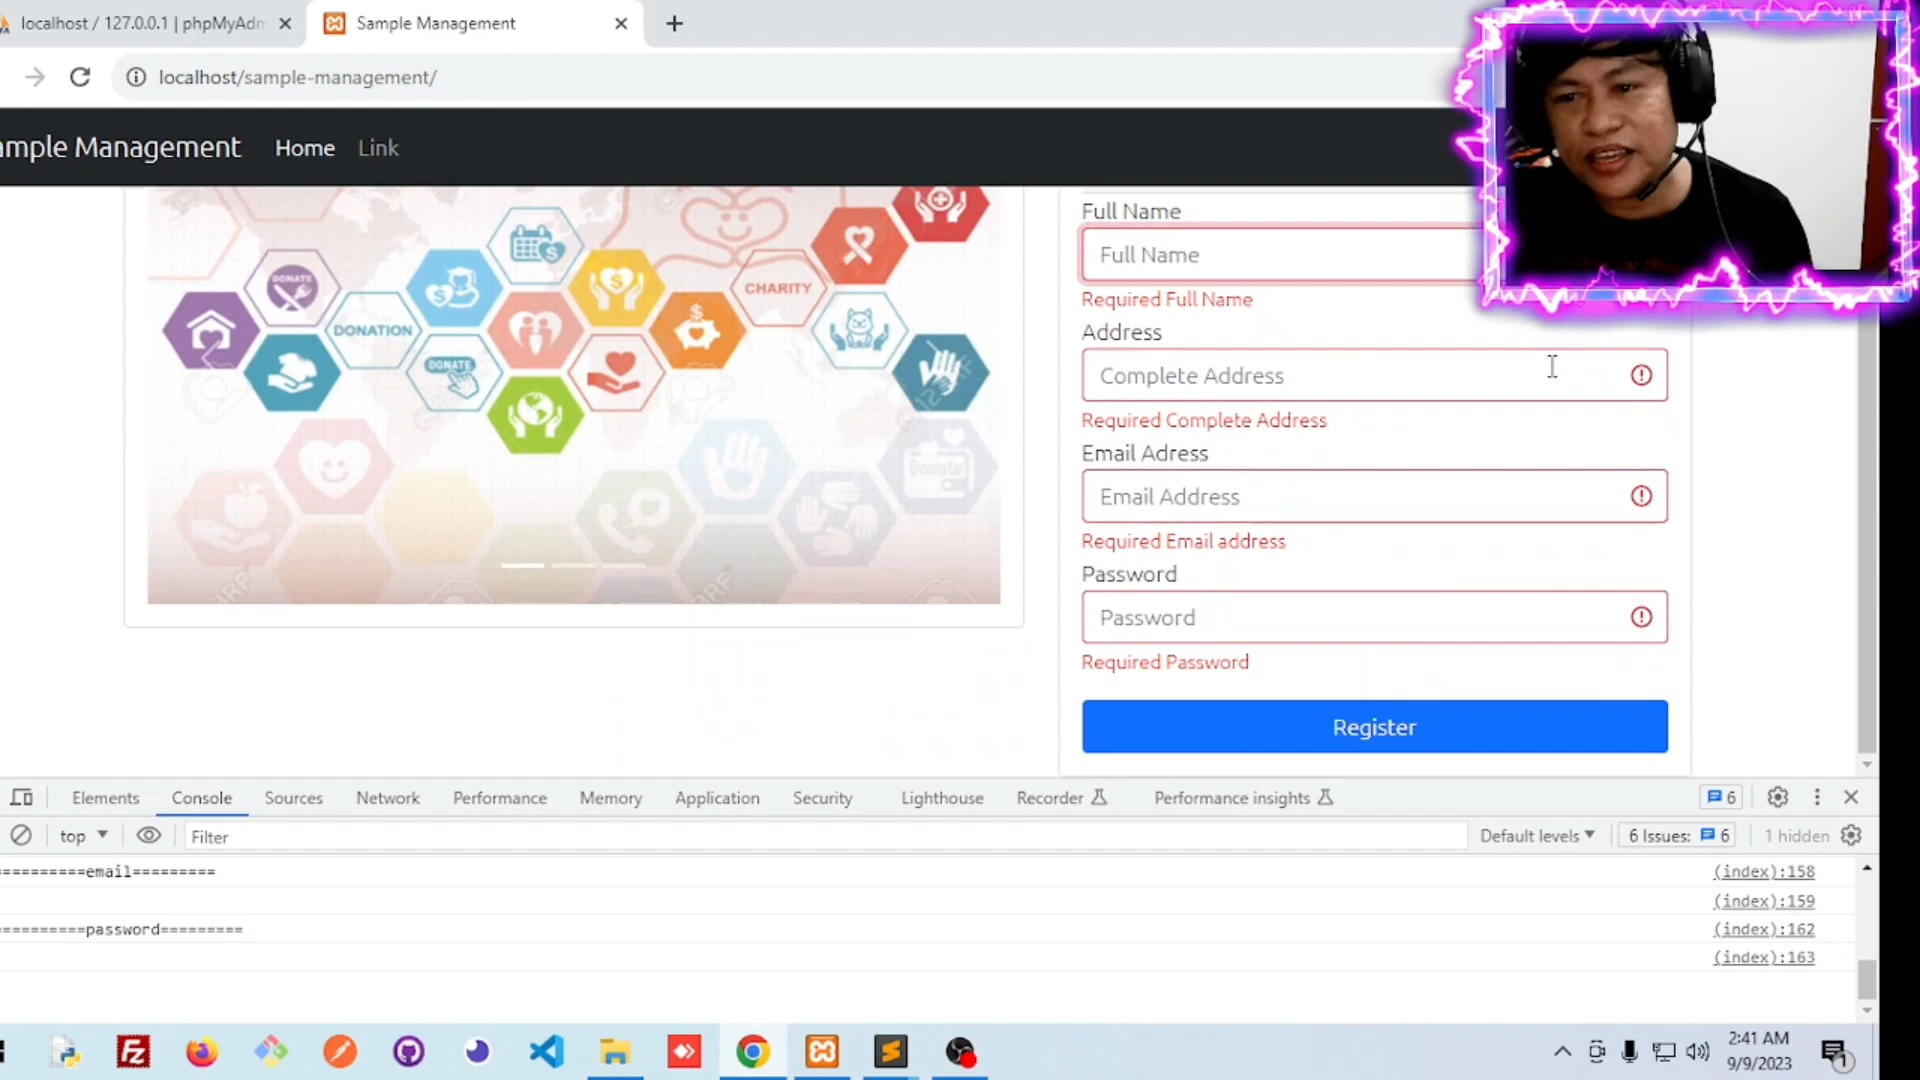 localhost / 127.0.0.1 | phpMyAdm
Sample Management
localhost/sample-management/
ample Management
Home
Link
DONATE
DONATION
DONATE
CHARITY
Donate
Full Name
Full Name
Required Full Name
Address
Complete Address
Required Complete Address
Email Adress
Email Address
Required Email address
Password
Password
Required Password
Register
Elements
Console
Sources
Network
Performance
Memory
Application
Security
Lighthouse
Recorder
Performance insights
6
top
Filter
Default levels
6 Issues:
6
1 hidden
==========email=========
(index):158
(index):159
==========password=========
(index):162
(index):163
2:41 AM
9/9/2023
1